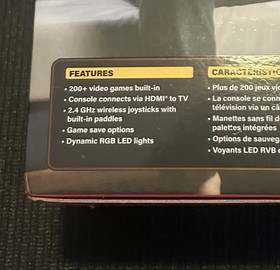 FEATURES
• 200+ video games built-in
• Console connects via HDMI® to TV
• 2.4 GHz wireless joysticks with
built-in paddles
• Game save options
• Dynamic RGB LED lights
CARACTÉRISTIQ
• Plus de 200 jeux vid
• La console se conn
télévision via un câ
• Manettes sans fil d
palettes intégrées
• Options de sauveg
• Voyants LED RVB